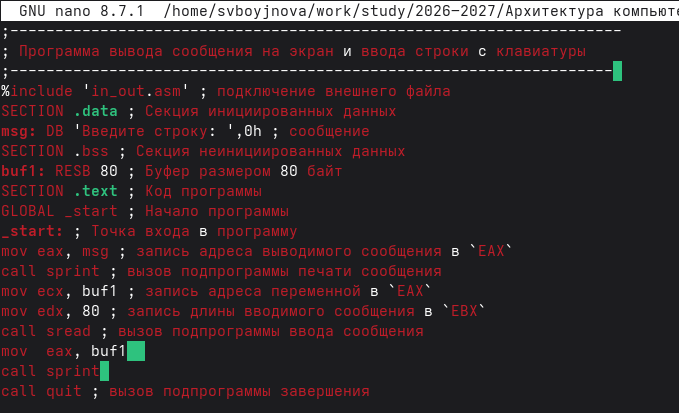 GNU nano 8.7.1 /home/svboyjnova/work/study/2026-2027/Архитектура компьюте
;--------------------------------------------------------------------
; Программа вывода сообщения на экран и ввода строки с клавиатуры
;-------------------------------------------------------------------
%include 'in_out.asm' ; подключение внешнего файла
SECTION .data ; Секция инициированных данных
msg: DB 'Введите строку: ',0h ; сообщение
SECTION .bss ; Секция неинициированных данных
buf1: RESB 80 ; Буфер размером 80 байт
SECTION .text ; Код программы
GLOBAL _start ; Начало программы
_start: ; Точка входа в программу
mov eax, msg ; запись адреса выводимого сообщения в `EAX`
call sprint ; вызов подпрограммы печати сообщения
mov ecx, buf1 ; запись адреса переменной в `EAX`
mov edx, 80 ; запись длины вводимого сообщения в `EBX`
call sread ; вызов подпрограммы ввода сообщения
mov  eax, buf1
call sprint
call quit ; вызов подпрограммы завершения